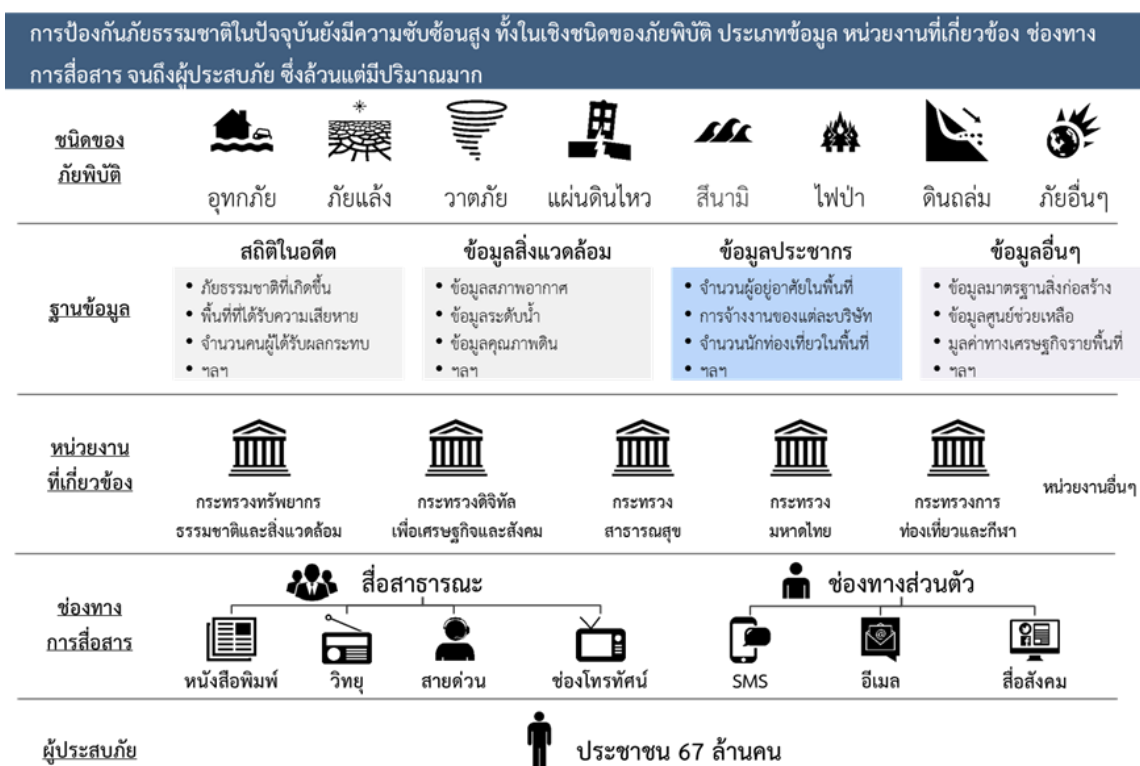 การป้องกันภัยธรรมชาติในปัจจุบันยังมีความซับซ้อนสูง ทั้งในเชิงชนิดของภัยพิบัติ ประเภทข้อมูล หน่วยงานที่เกี่ยวข้อง ช่องทาง
การสื่อสาร จนถึงผู้ประสบภัย ซึ่งล้วนแต่มีปริมาณมาก
ชนิดของ
ภัยพิบัติ
อุทกภัย
ภัยแล้ง
วาตภัย
แผ่นดินไหว
สึนามิ
ไฟป่า
ดินถล่ม
ภัยอื่นๆ
ฐานข้อมูล
สถิติในอดีต
• ภัยธรรมชาติที่เกิดขึ้น
• พื้นที่ที่ได้รับความเสียหาย
• จำนวนคนผู้ได้รับผลกระทบ
• ฯลฯ
ข้อมูลสิ่งแวดล้อม
• ข้อมูลสภาพอากาศ
• ข้อมูลระดับน้ำ
• ข้อมูลคุณภาพดิน
• ฯลฯ
ข้อมูลประชากร
• จำนวนผู้อยู่อาศัยในพื้นที่
• การจ้างงานของแต่ละบริษัท
• จำนวนนักท่องเที่ยวในพื้นที่
• ฯลฯ
ข้อมูลอื่นๆ
• ข้อมูลมาตรฐานสิ่งก่อสร้าง
• ข้อมูลศูนย์ช่วยเหลือ
• มูลค่าทางเศรษฐกิจรายพื้นที่
• ฯลฯ
หน่วยงาน
ที่เกี่ยวข้อง
กระทรวงทรัพยากร
ธรรมชาติและสิ่งแวดล้อม
กระทรวงดิจิทัล
เพื่อเศรษฐกิจและสังคม
กระทรวง
สาธารณสุข
กระทรวง
มหาดไทย
กระทรวงการ
ท่องเที่ยวและกีฬา
หน่วยงานอื่นๆ
ช่องทาง
การสื่อสาร
สื่อสาธารณะ
หนังสือพิมพ์
วิทยุ
สายด่วน
ช่องโทรทัศน์
ช่องทางส่วนตัว
SMS
อีเมล
สื่อสังคม
ผู้ประสบภัย
ประชาชน 67 ล้านคน